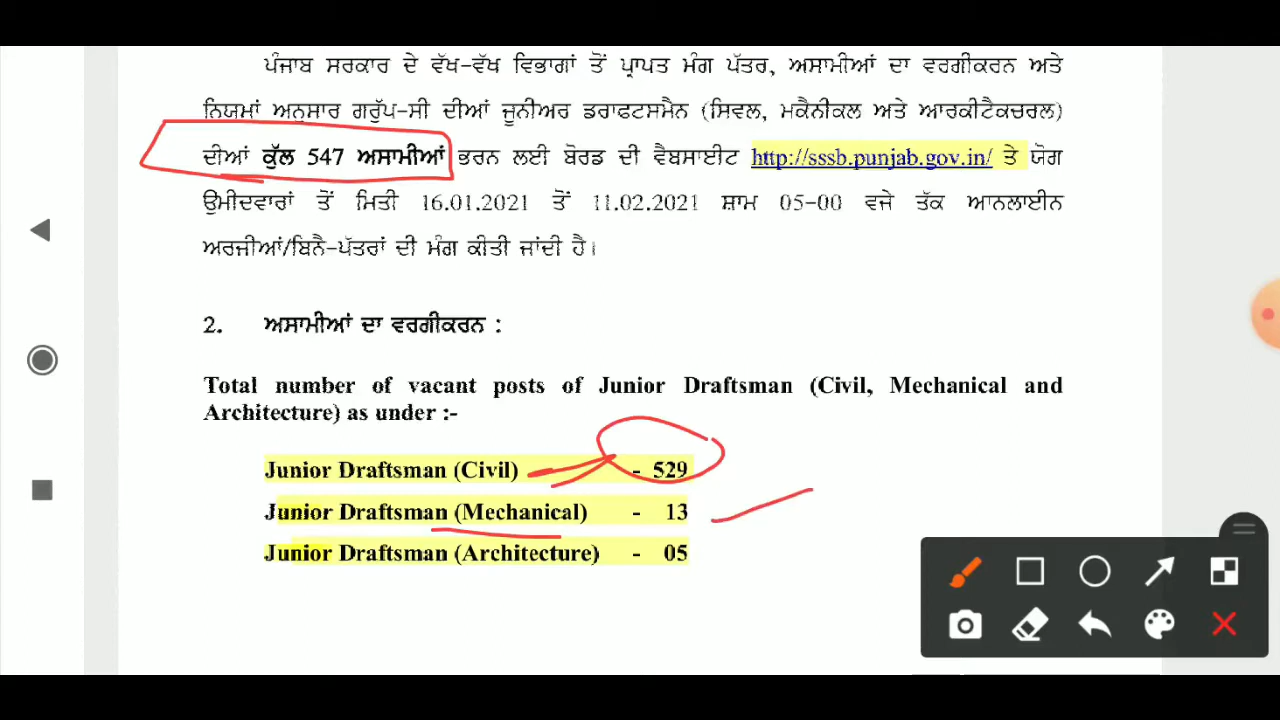 ਪੰਜਾਬ ਸਰਕਾਰ ਦੇ ਵੱਖ-ਵੱਖ ਵਿਭਾਗਾਂ ਤੋਂ ਪ੍ਰਾਪਤ ਮੰਗ ਪੱਤਰ, ਅਸਾਮੀਆਂ ਦਾ ਵਰਗੀਕਰਨ ਅਤੇ
ਨਿਯਮਾਂ ਅਨੁਸਾਰ ਗਰੁੱਪ-ਸੀ ਦੀਆਂ ਜੂਨੀਅਰ ਡਰਾਫਟਸਮੈਨ (ਸਿਵਲ, ਮਕੈਨੀਕਲ ਅਤੇ ਆਰਕੀਟੈਕਚਰਲ)
ਦੀਆਂ ਕੁੱਲ 547 ਅਸਾਮੀਆਂ ਭਰਨ ਲਈ ਬੋਰਡ ਦੀ ਵੈਬਸਾਈਟ http://sssb.punjab.gov.in/ ਤੇ ਯੋਗ
ਉਮੀਦਵਾਰਾਂ ਤੋਂ ਮਿਤੀ 16.01.2021 ਤੋਂ 11.02.2021 ਸ਼ਾਮ 05-00 ਵਜੇ ਤੱਕ ਆਨਲਾਈਨ
ਅਰਜੀਆਂ/ਬਿਨੈ-ਪੱਤਰਾਂ ਦੀ ਮੰਗ ਕੀਤੀ ਜਾਂਦੀ ਹੈ।
2. ਅਸਾਮੀਆਂ ਦਾ ਵਰਗੀਕਰਨ :
Total number of vacant posts of Junior Draftsman (Civil, Mechanical and
Architecture) as under :-
Junior Draftsman (Civil) - 529
Junior Draftsman (Mechanical) - 13
Junior Draftsman (Architecture) - 05